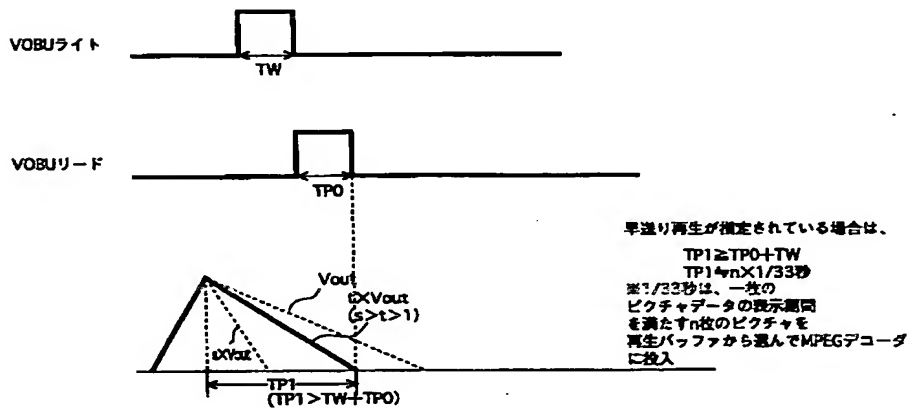 VOBUライト
TW
VOBUリード
TP0
早送り再生が指定されている場合は、
TP1≧TP0+TW
TP1≒n×1/33秒
※1/33秒は、一枚の
ピクチャデータの表示期間
を満たすn枚のピクチャを
再生バッファから選んでMPEGデコーダ
に投入
Vout
t×Vout
(s>t>1)
s×Vout
TP1
(TP1>TW+TP0)